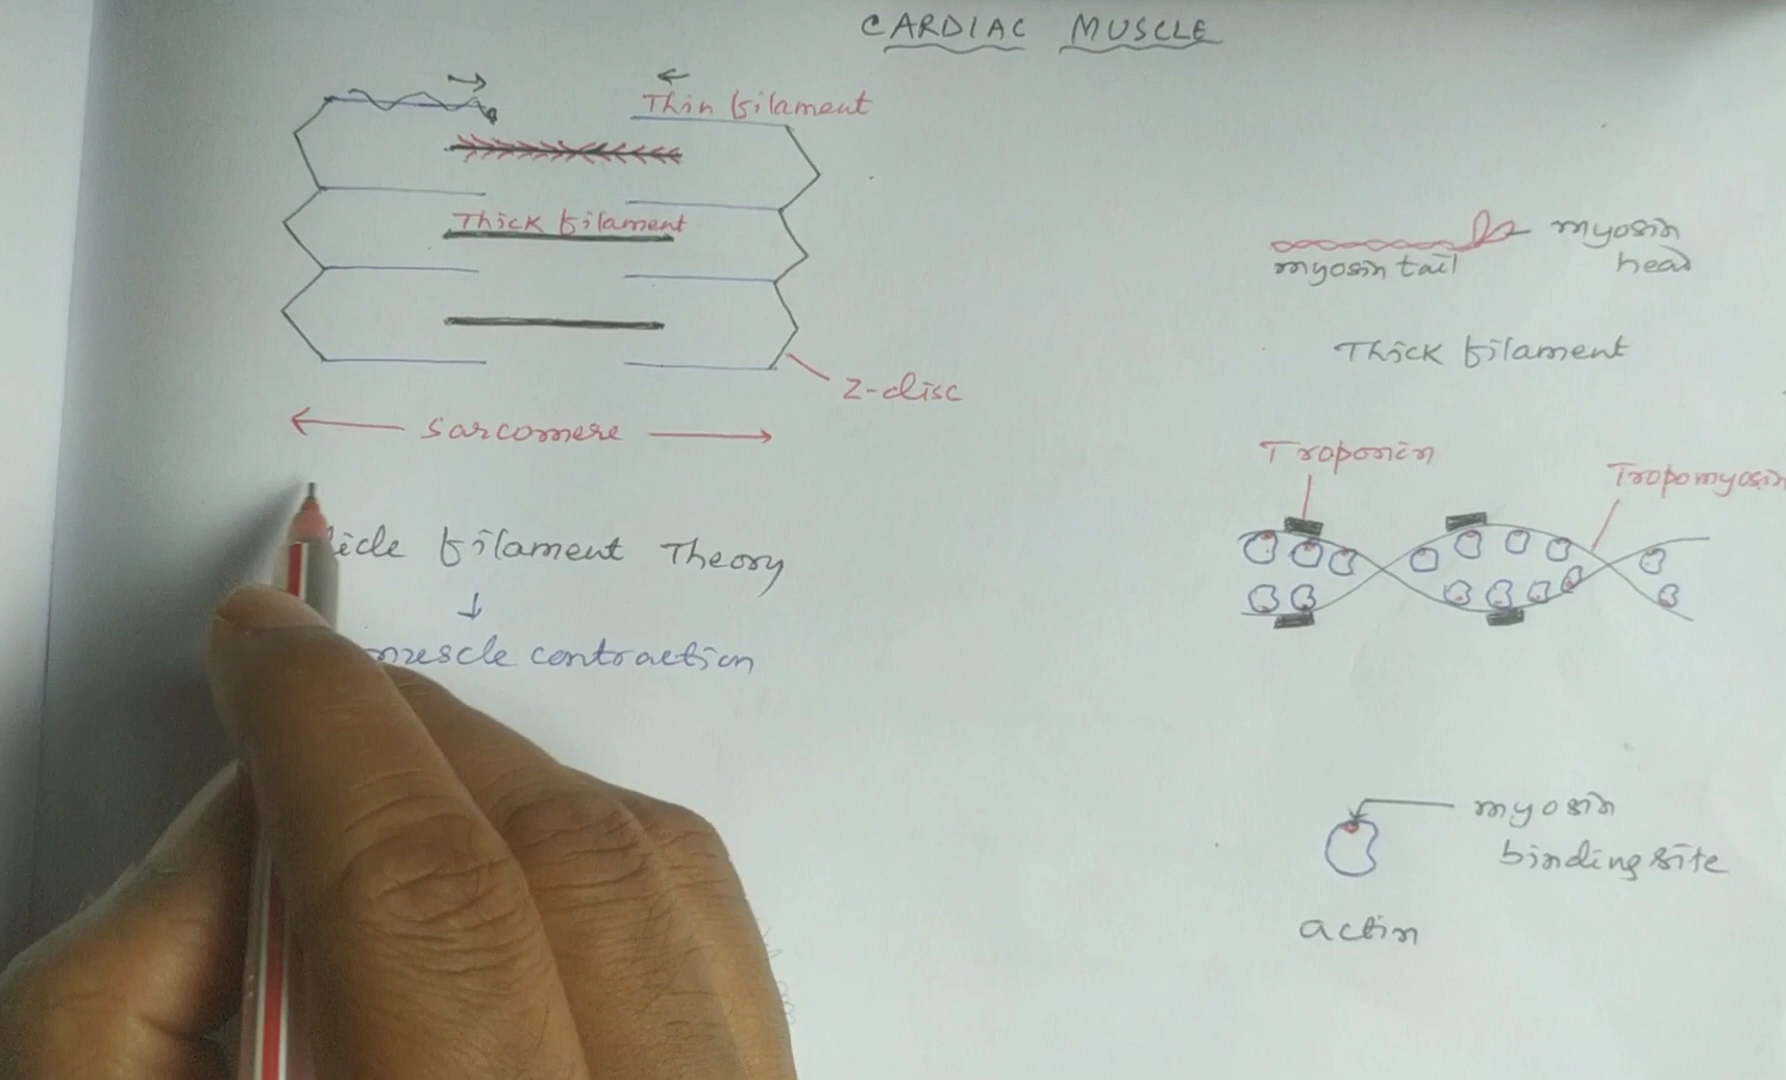 CARDIAC MUSCLE
Thin filament
Thick filament
Z-disc
sarcomere
filament Theory
muscle contraction
myosin
head
myosin tail
Thick filament
Troponin
Tropomyosin
myosin
binding site
actin